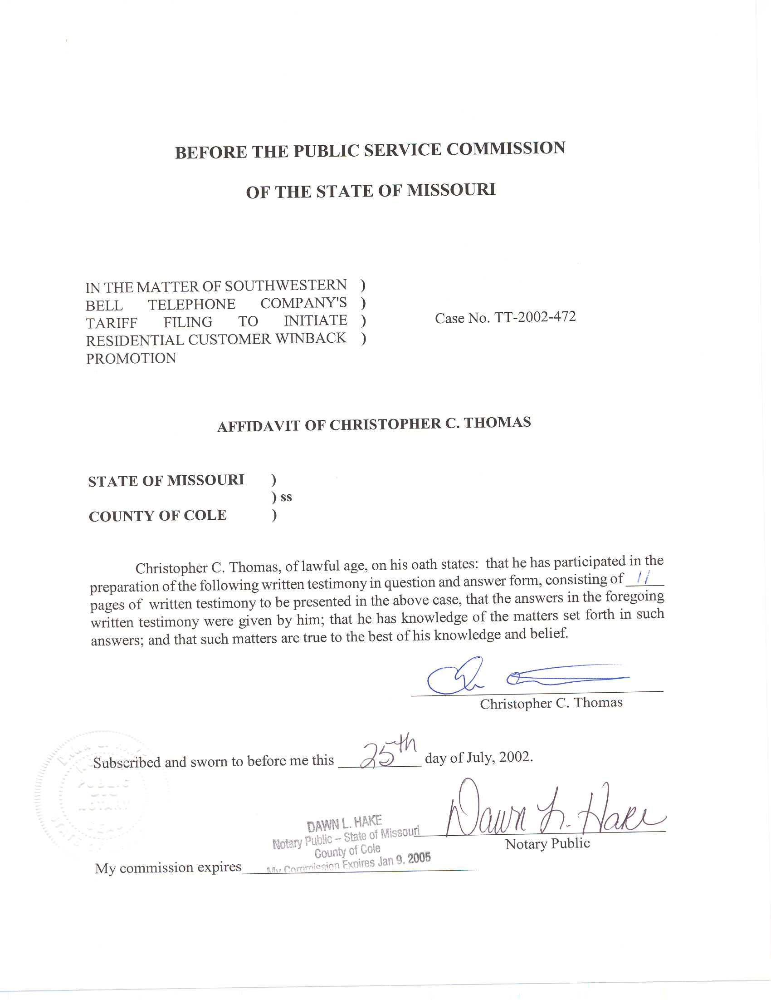 BEFORE THE PUBLIC SERVICE COMMISSION
OF THE STATE OF MISSOURI
IN THE MATTER OF SOUTHWESTERN )
BELL TELEPHONE COMPANY'S )
TARIFF FILING TO INITIATE ) Case No. TT-2002-472
RESIDENTIAL CUSTOMER WINBACK )
PROMOTION
AFFIDAVIT OF CHRISTOPHER C. THOMAS
STATE OF MISSOURI )
) ss
COUNTY OF COLE )
Christopher C. Thomas, of lawful age, on his oath states: that he has participated in the
preparation of the following written testimony in question and answer form, consisting of 11
pages of written testimony to be presented in the above case, that the answers in the foregoing
written testimony were given by him; that he has knowledge of the matters set forth in such
answers; and that such matters are true to the best of his knowledge and belief.
Christopher C. Thomas
Subscribed and sworn to before me this 25th day of July, 2002.
PUBLIC
NOTARY
SEAL
STATE OF
Dawn L. Hake
DAWN L. HAKE
Notary Public – State of Missouri
Notary Public
County of Cole
My Commission Expires Jan 9, 2005
My commission expires